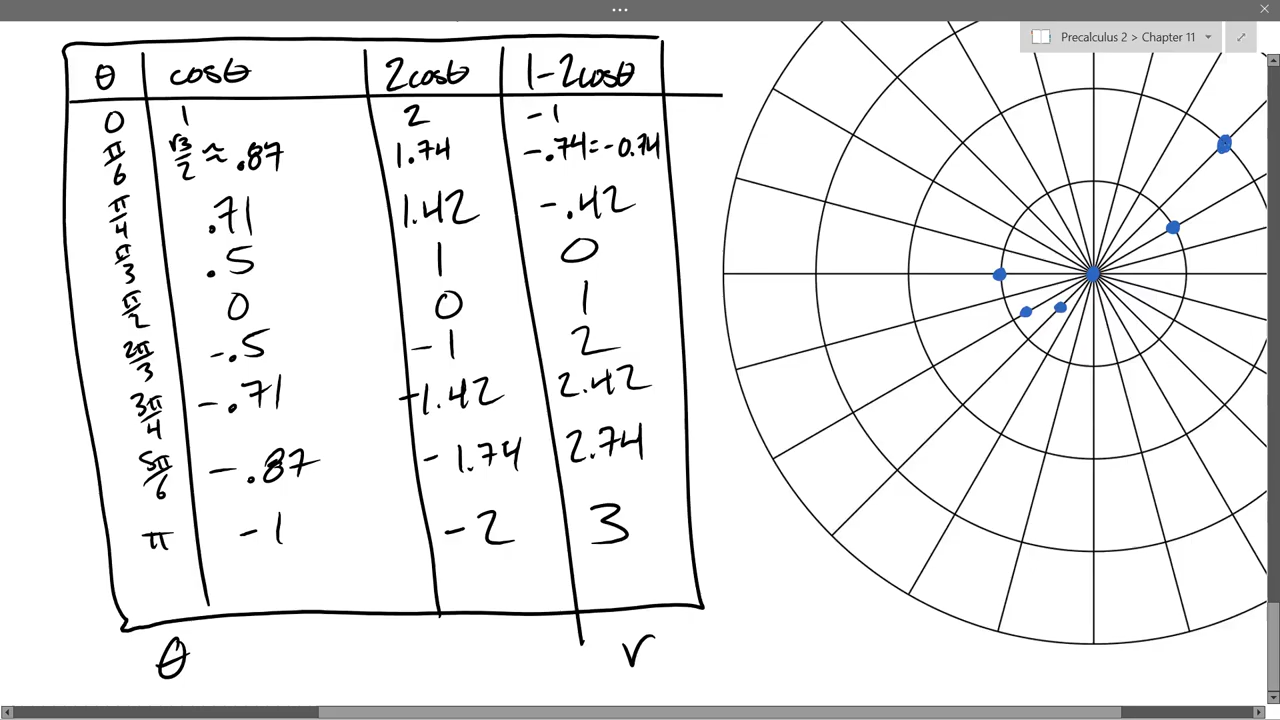 Precalculus 2 > Chapter 11
θ cosθ 2cosθ 1-2cosθ
0 1 2 -1
π/6 √3/2 ≈ .87 1.74 -.74=-0.74
π/4 .71 1.42 -.42
π/3 .5 1 0
π/2 0 0 1
2π/3 -.5 -1 2
3π/4 -.71 -1.42 2.42
5π/6 -.87 -1.74 2.74
π -1 -2 3
θ r